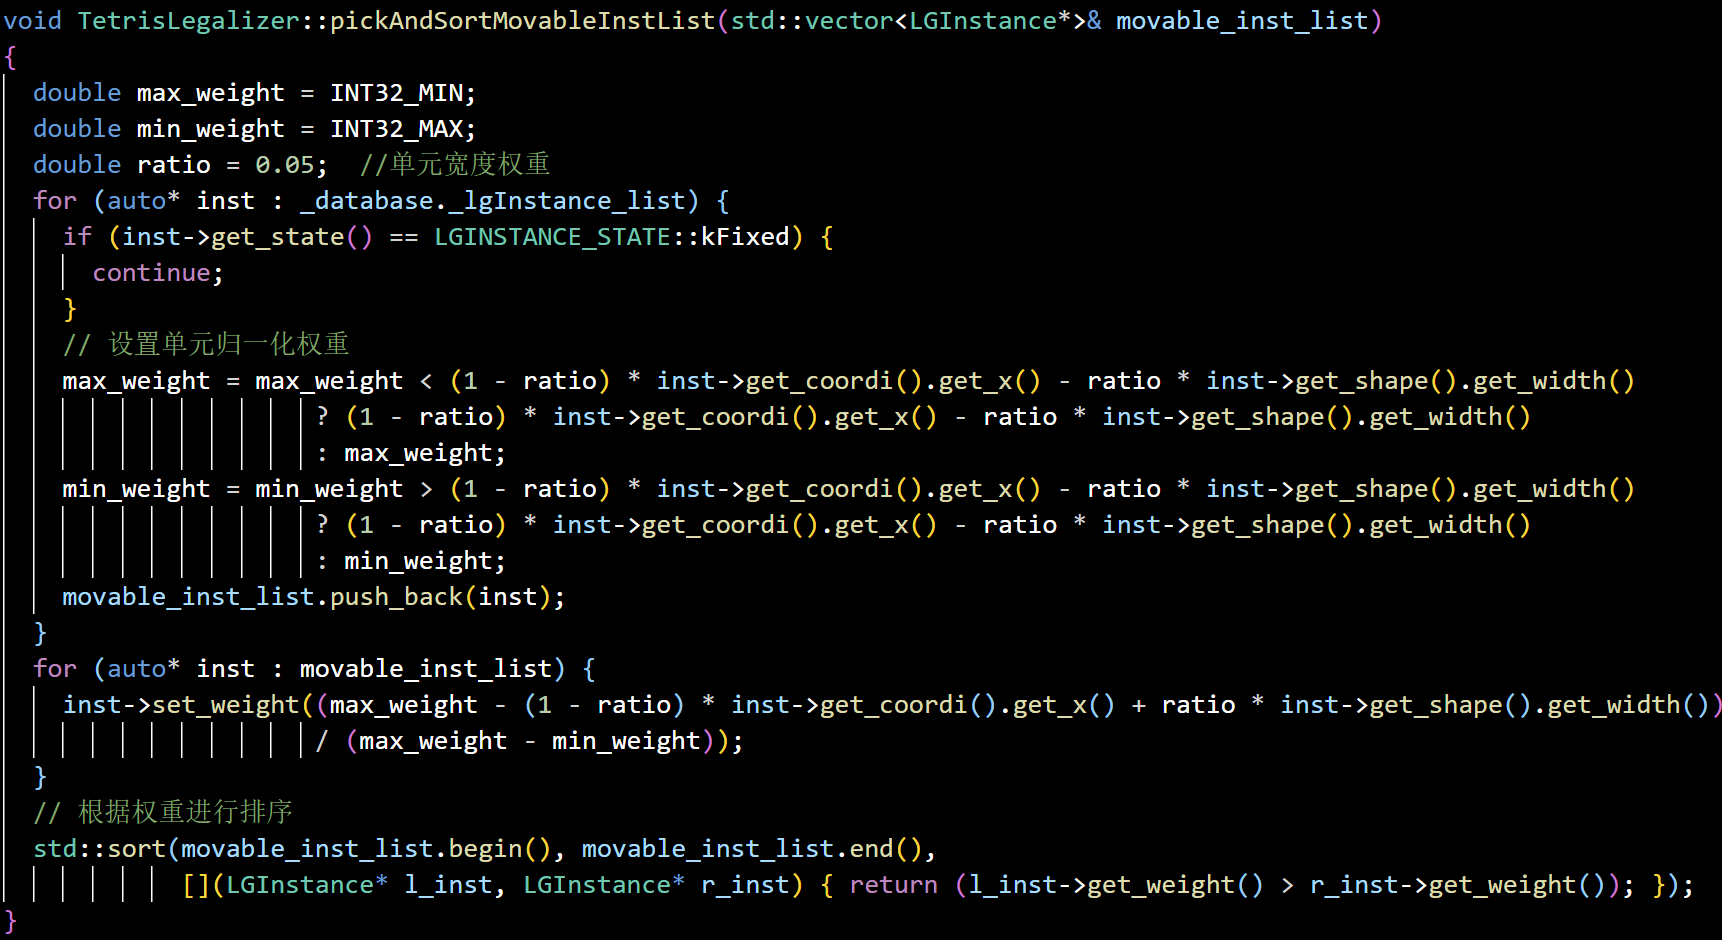 void TetrisLegalizer::pickAndSortMovableInstList(std::vector<LGInstance*>& movable_inst_list)
{
  double max_weight = INT32_MIN;
  double min_weight = INT32_MAX;
  double ratio = 0.05;  //单元宽度权重
  for (auto* inst : _database._lgInstance_list) {
    if (inst->get_state() == LGINSTANCE_STATE::kFixed) {
      continue;
    }
    // 设置单元归一化权重
    max_weight = max_weight < (1 - ratio) * inst->get_coordi().get_x() - ratio * inst->get_shape().get_width()
                     ? (1 - ratio) * inst->get_coordi().get_x() - ratio * inst->get_shape().get_width()
                     : max_weight;
    min_weight = min_weight > (1 - ratio) * inst->get_coordi().get_x() - ratio * inst->get_shape().get_width()
                     ? (1 - ratio) * inst->get_coordi().get_x() - ratio * inst->get_shape().get_width()
                     : min_weight;
    movable_inst_list.push_back(inst);
  }
  for (auto* inst : movable_inst_list) {
    inst->set_weight((max_weight - (1 - ratio) * inst->get_coordi().get_x() + ratio * inst->get_shape().get_width())
                     / (max_weight - min_weight));
  }
  // 根据权重进行排序
  std::sort(movable_inst_list.begin(), movable_inst_list.end(),
            [](LGInstance* l_inst, LGInstance* r_inst) { return (l_inst->get_weight() > r_inst->get_weight()); });
}